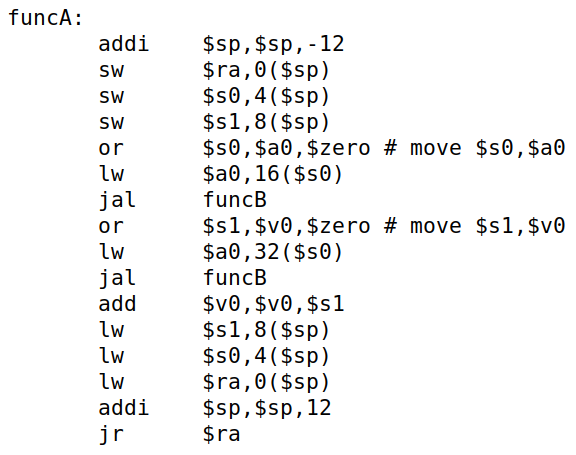 funcA:
addi $sp,$sp,-12
sw $ra,0($sp)
sw $s0,4($sp)
sw $s1,8($sp)
or $s0,$a0,$zero # move $s0,$a0
lw $a0,16($s0)
jal funcB
or $s1,$v0,$zero # move $s1,$v0
lw $a0,32($s0)
jal funcB
add $v0,$v0,$s1
lw $s1,8($sp)
lw $s0,4($sp)
lw $ra,0($sp)
addi $sp,$sp,12
jr $ra